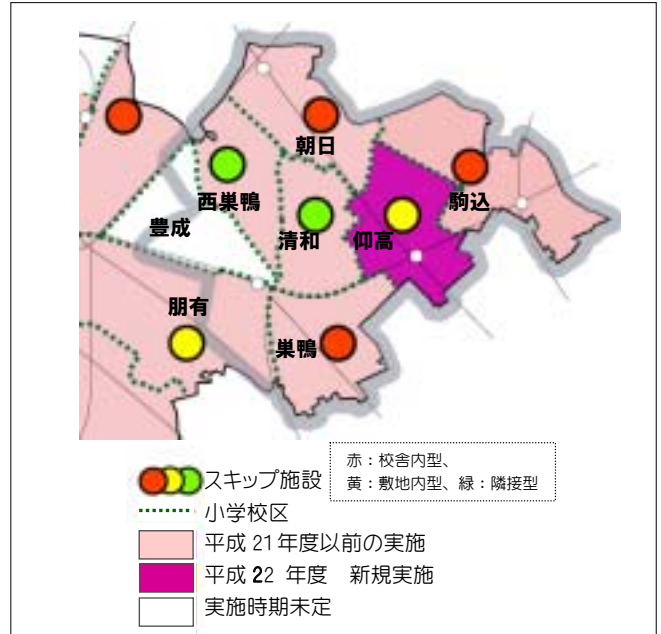 朝日
駒込
西巣鴨
豊成
清和
仰高
朋有
巣鴨
スキップ施設
赤:校舎内型、
黄:敷地内型、緑:隣接型
小学校区
平成 21年度以前の実施
平成 22 年度 新規実施
実施時期未定